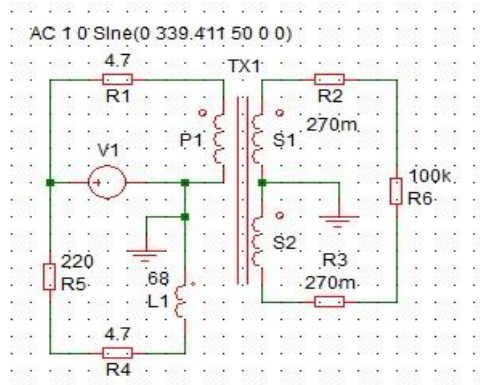 AC 1 0 Sine(0 339.411 50 0 0)
4.7
R1
TX1
R2
270m
P1
S1
V1
100k
R6
S2
220
R5
68
L1
R3
270m
4.7
R4